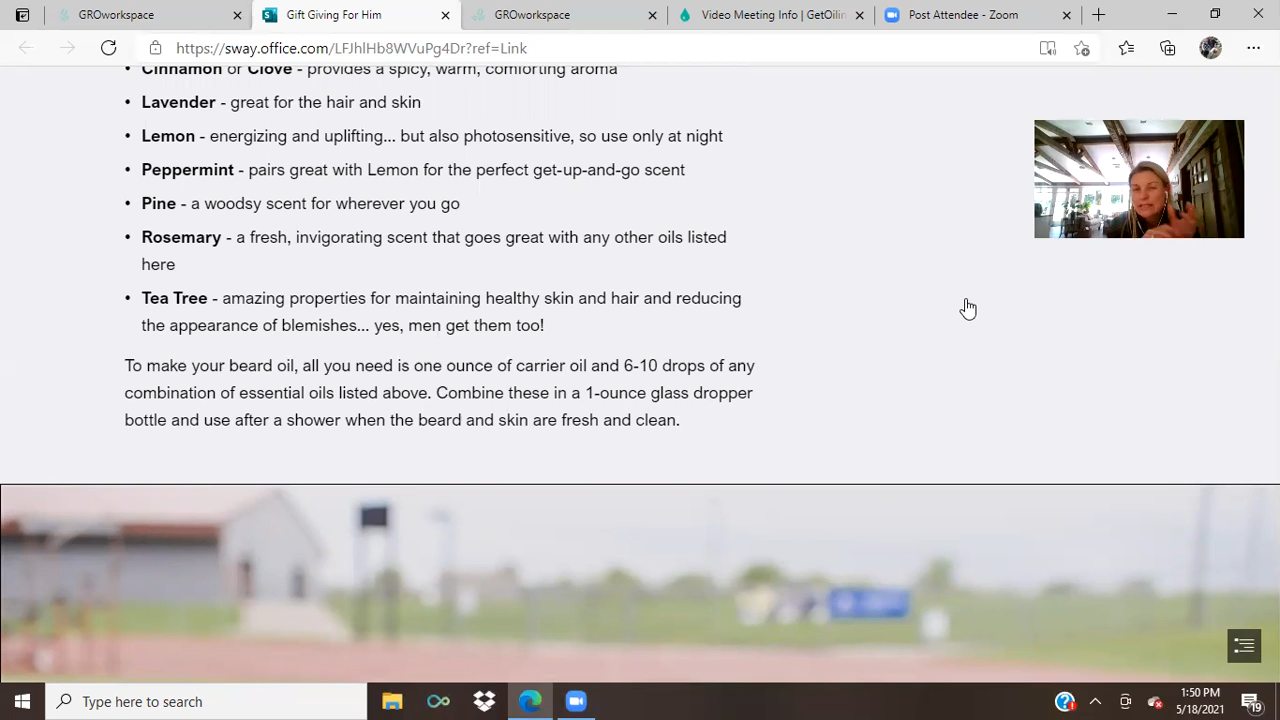 GROworkspace
Gift Giving For Him
GROworkspace
Video Meeting Info | GetOilin
Post Attendee - Zoom
https://sway.office.com/LFJhlHb8WVuPg4Dr?ref=Link
• Cinnamon or Clove - provides a spicy, warm, comforting aroma
• Lavender - great for the hair and skin
• Lemon - energizing and uplifting... but also photosensitive, so use only at night
• Peppermint - pairs great with Lemon for the perfect get-up-and-go scent
• Pine - a woodsy scent for wherever you go
• Rosemary - a fresh, invigorating scent that goes great with any other oils listed
here
• Tea Tree - amazing properties for maintaining healthy skin and hair and reducing
the appearance of blemishes... yes, men get them too!
To make your beard oil, all you need is one ounce of carrier oil and 6-10 drops of any
combination of essential oils listed above. Combine these in a 1-ounce glass dropper
bottle and use after a shower when the beard and skin are fresh and clean.
Type here to search
1:50 PM
5/18/2021
19